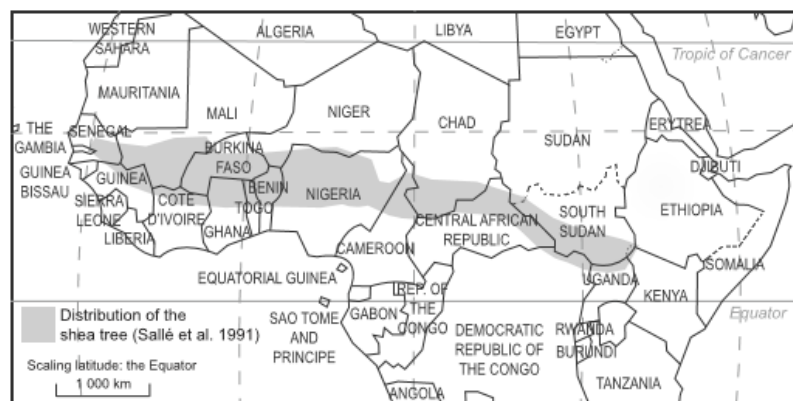 WESTERN
SAHARA
ALGERIA
LIBYA
EGYPT
Tropic of Cancer
MAURITANIA
MALI
NIGER
CHAD
SUDAN
ERYTREA
DJIBUTI
THE
GAMBIA
SENEGAL
GUINEA
BISSAU
GUINEA
BURKINA
FASO
BENIN
NIGERIA
SIERRA
LEONE
COTE
D'IVOIRE
TOGO
GHANA
LIBERIA
CENTRAL AFRICAN
REPUBLIC
SOUTH
SUDAN
ETHIOPIA
CAMEROON
SOMALIA
EQUATORIAL GUINEA
UGANDA
KENYA
REP. OF
THE
CONGO
GABON
SAO TOME
AND
PRINCIPE
DEMOCRATIC
REPUBLIC OF
THE CONGO
RWANDA
BURUNDI
Equator
TANZANIA
ANGOLA
Distribution of the
shea tree (Sallé et al. 1991)
Scaling latitude: the Equator
1 000 km